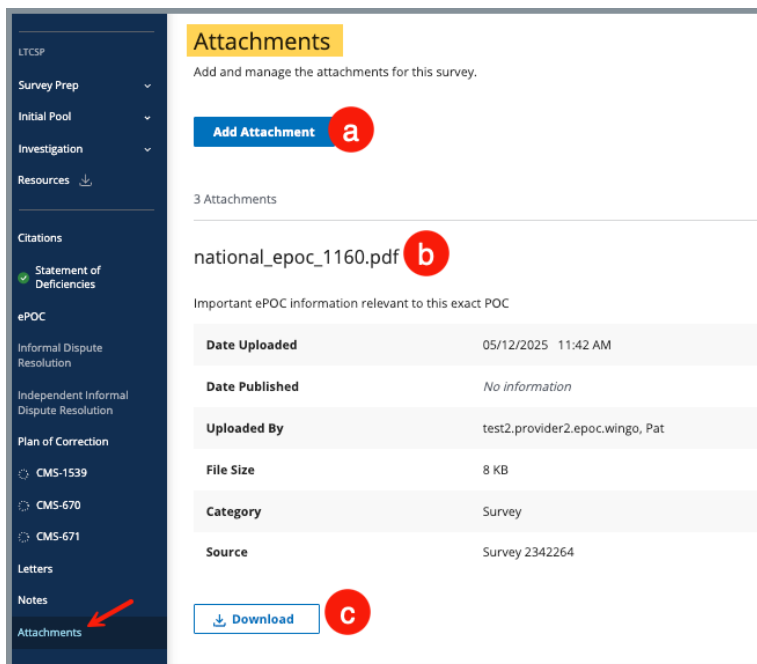 LTCSP
Survey Prep
Initial Pool
Investigation
Resources
Citations
Statement of
Deficiencies
ePOC
Informal Dispute
Resolution
Independent Informal
Dispute Resolution
Plan of Correction
CMS-1539
CMS-670
CMS-671
Letters
Notes
Attachments
Attachments
Add and manage the attachments for this survey.
Add Attachment a
3 Attachments
national_epoc_1160.pdf b
Important ePOC information relevant to this exact POC
Date Uploaded 05/12/2025 11:42 AM
Date Published No information
Uploaded By test2.provider2.epoc.wingo, Pat
File Size 8 KB
Category Survey
Source Survey 2342264
Download c